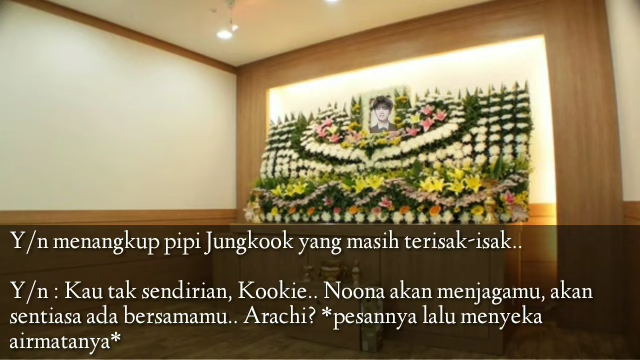 Y/n menangkup pipi Jungkook yang masih terisak-isak..
Y/n : Kau tak sendirian, Kookie.. Noona akan menjagamu, akan
sentiasa ada bersamamu.. Arachi? *pesannya lalu menyeka
airmatanya*